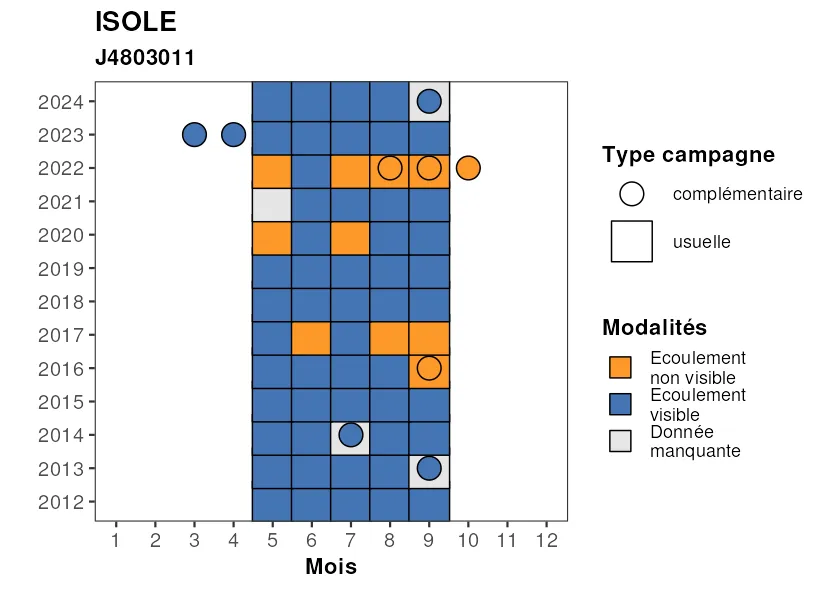 ISOLE
J4803011
2024
2023
2022
2021
2020
2019
2018
2017
2016
2015
2014
2013
2012
1 2 3 4 5 6 7 8 9 10 11 12
Mois
Type campagne
complémentaire
usuelle
Modalités
Ecoulement
non visible
Ecoulement
visible
Donnée
manquante